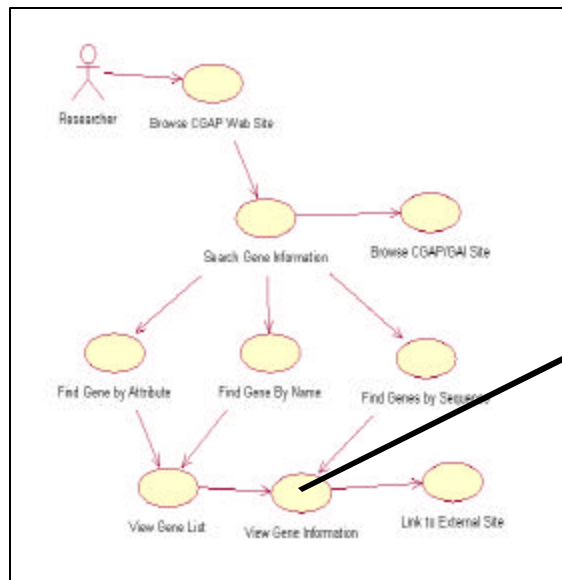 Researcher
Browse CGAP Web Site
Search Gene Information
Browse CGAP/GAI Site
Find Gene by Attribute
Find Gene By Name
Find Genes by Sequence
View Gene List
View Gene Information
Link to External Site